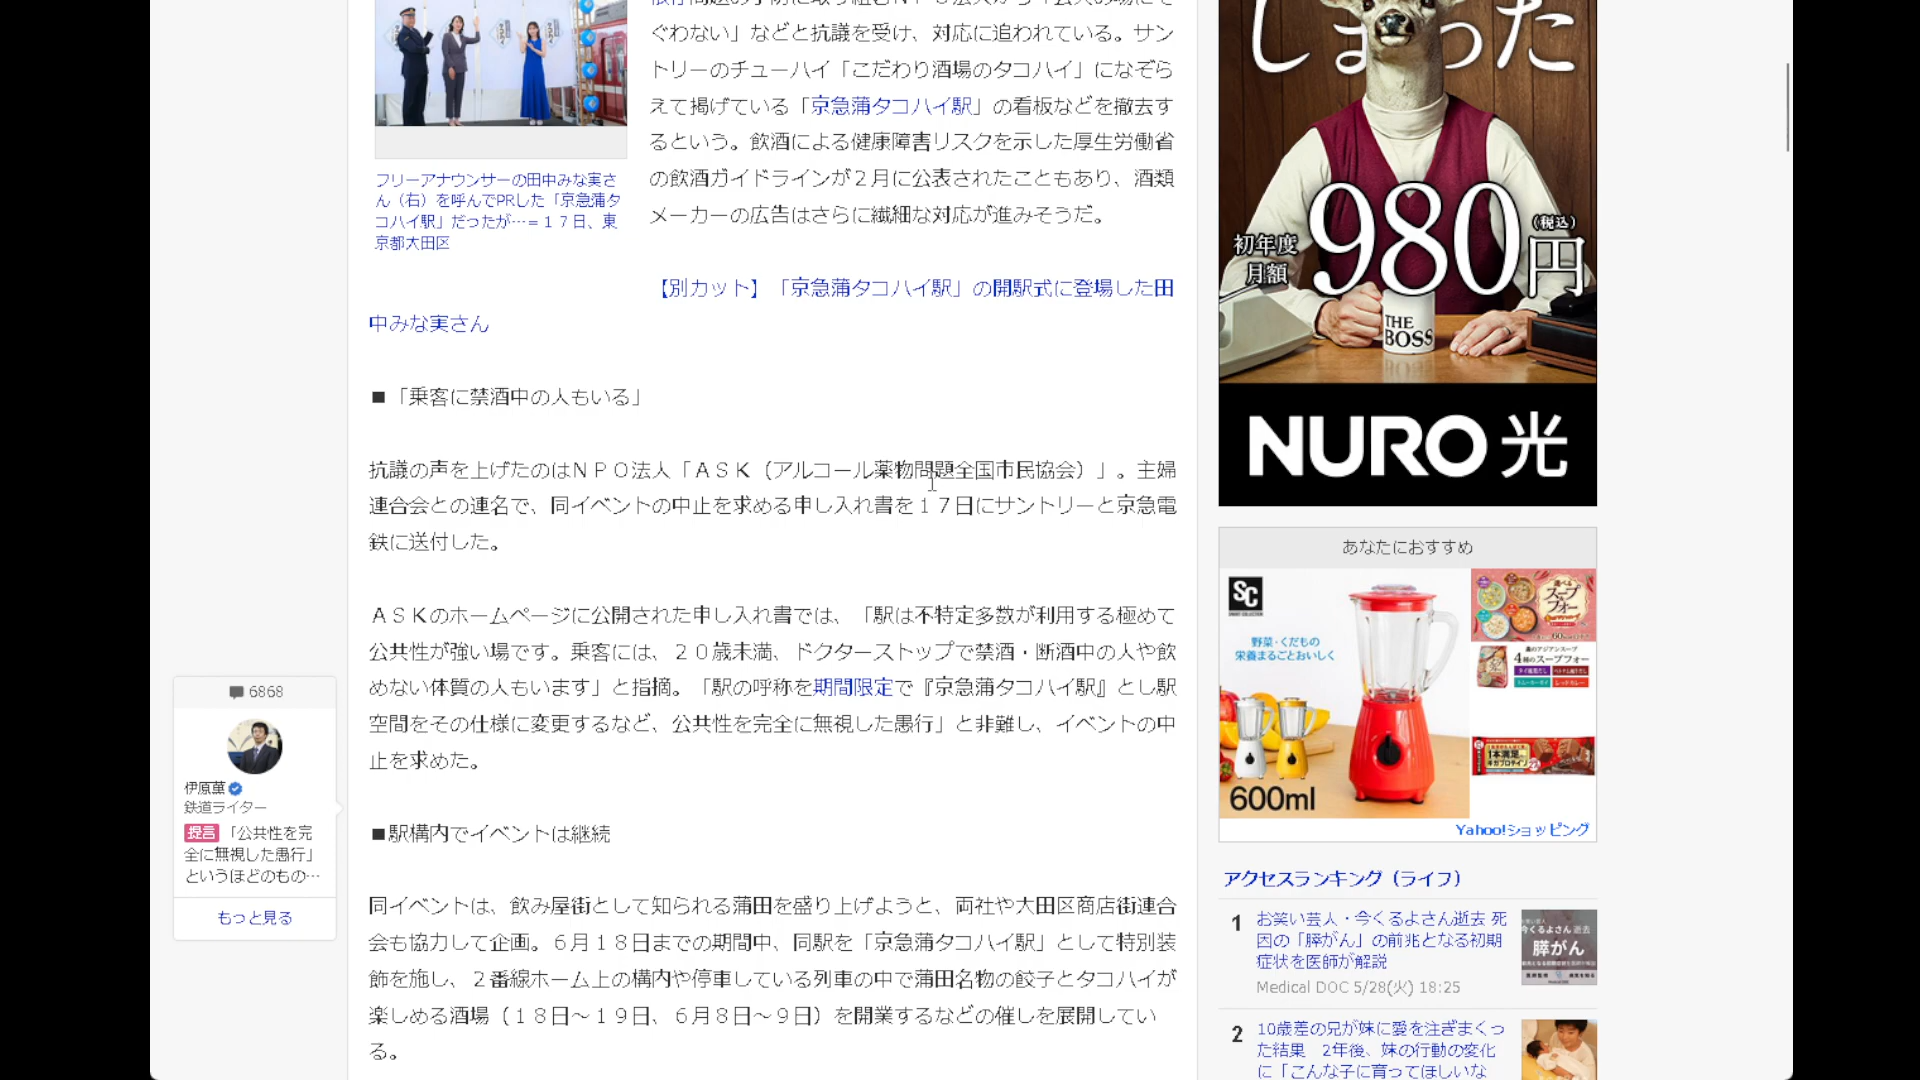 ぐわない」などと抗議を受け、対応に追われている。サン
トリーのチューハイ「こだわり酒場のタコハイ」になぞら
えて掲げている「京急蒲タコハイ駅」の看板などを撤去す
るという。飲酒による健康障害リスクを示した厚生労働省
の飲酒ガイドラインが２月に公表されたこともあり、酒類
メーカーの広告はさらに繊細な対応が進みそうだ。
フリーアナウンサーの田中みな実さ
ん（右）を呼んでPRした「京急蒲タ
コハイ駅」だったが…＝１７日、東
京都大田区
【別カット】「京急蒲タコハイ駅」の開駅式に登場した田
中みな実さん
■「乗客に禁酒中の人もいる」
抗議の声を上げたのはＮＰＯ法人「ＡＳＫ（アルコール薬物問題全国市民協会）」。主婦
連合会との連名で、同イベントの中止を求める申し入れ書を１７日にサントリーと京急電
鉄に送付した。
ＡＳＫのホームページに公開された申し入れ書では、「駅は不特定多数が利用する極めて
公共性が強い場です。乗客には、２０歳未満、ドクターストップで禁酒・断酒中の人や飲
めない体質の人もいます」と指摘。「駅の呼称を期間限定で『京急蒲タコハイ駅』とし駅
空間をその仕様に変更するなど、公共性を完全に無視した愚行」と非難し、イベントの中
止を求めた。
■駅構内でイベントは継続
同イベントは、飲み屋街として知られる蒲田を盛り上げようと、両社や大田区商店街連合
会も協力して企画。６月１８日までの期間中、同駅を「京急蒲タコハイ駅」として特別装
飾を施し、２番線ホーム上の構内や停車している列車の中で蒲田名物の餃子とタコハイが
楽しめる酒場（１８日～１９日、６月８日～９日）を開業するなどの催しを展開してい
る。
6868
伊原薫
鉄道ライター
提言 「公共性を完
全に無視した愚行」
というほどのもの…
もっと見る
しまった
初年度
月額
980円
(税込)
THE
BOSS
NURO 光
あなたにおすすめ
SC
野菜・くだもの
栄養まるごとおいしく
600ml
選べる
スープ
フォー
4種のスープフォー
1本満足
Yahoo!ショッピング
アクセスランキング（ライフ）
1
お笑い芸人・今くるよさん逝去 死
因の「膵がん」の前兆となる初期
症状を医師が解説
Medical DOC 5/28(火) 18:25
今くるよさん 逝去
膵がん
2
10歳差の兄が妹に愛を注ぎまくっ
た結果　2年後、妹の行動の変化
に「こんな子に育ってほしいな